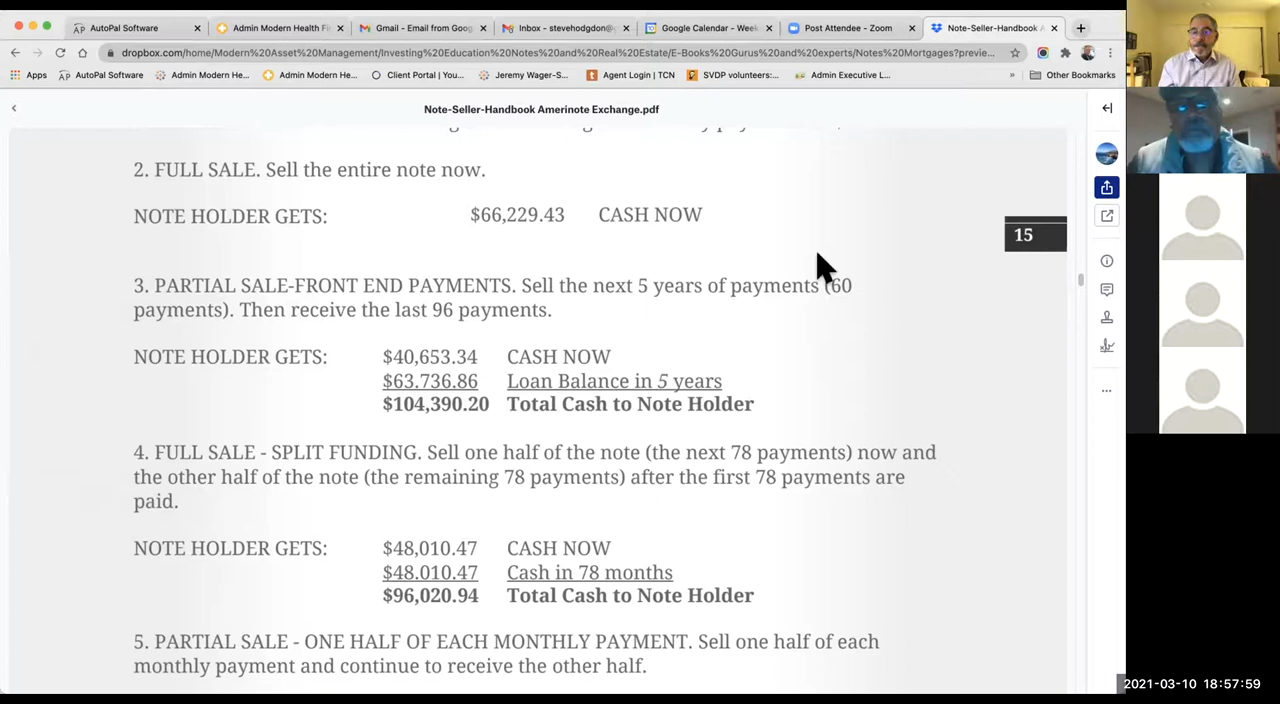 AutoPal Software
Admin Modern Health Fi
Gmail - Email from Goog
Inbox - stevehodgdon@
Google Calendar - Week
Post Attendee - Zoom
Note-Seller-Handbook A
dropbox.com/home/Modern%20Asset%20Management/Investing%20Education%20Notes%20and%20Real%20Estate/E-Books%20Gurus%20and%20experts/Notes%20Mortgages?previe...
Apps
AutoPal Software
Admin Modern He...
Admin Modern He...
Client Portal | You...
Jeremy Wager-S...
Agent Login | TCN
SVDP volunteers:...
Admin Executive L...
»
Other Bookmarks
Note-Seller-Handbook Amerinote Exchange.pdf
2. FULL SALE. Sell the entire note now.
NOTE HOLDER GETS: $66,229.43 CASH NOW
15
3. PARTIAL SALE-FRONT END PAYMENTS. Sell the next 5 years of payments (60
payments). Then receive the last 96 payments.
NOTE HOLDER GETS: $40,653.34 CASH NOW
$63.736.86 Loan Balance in 5 years
$104,390.20 Total Cash to Note Holder
4. FULL SALE - SPLIT FUNDING. Sell one half of the note (the next 78 payments) now and
the other half of the note (the remaining 78 payments) after the first 78 payments are
paid.
NOTE HOLDER GETS: $48,010.47 CASH NOW
$48.010.47 Cash in 78 months
$96,020.94 Total Cash to Note Holder
5. PARTIAL SALE - ONE HALF OF EACH MONTHLY PAYMENT. Sell one half of each
monthly payment and continue to receive the other half.
2021-03-10 18:57:59